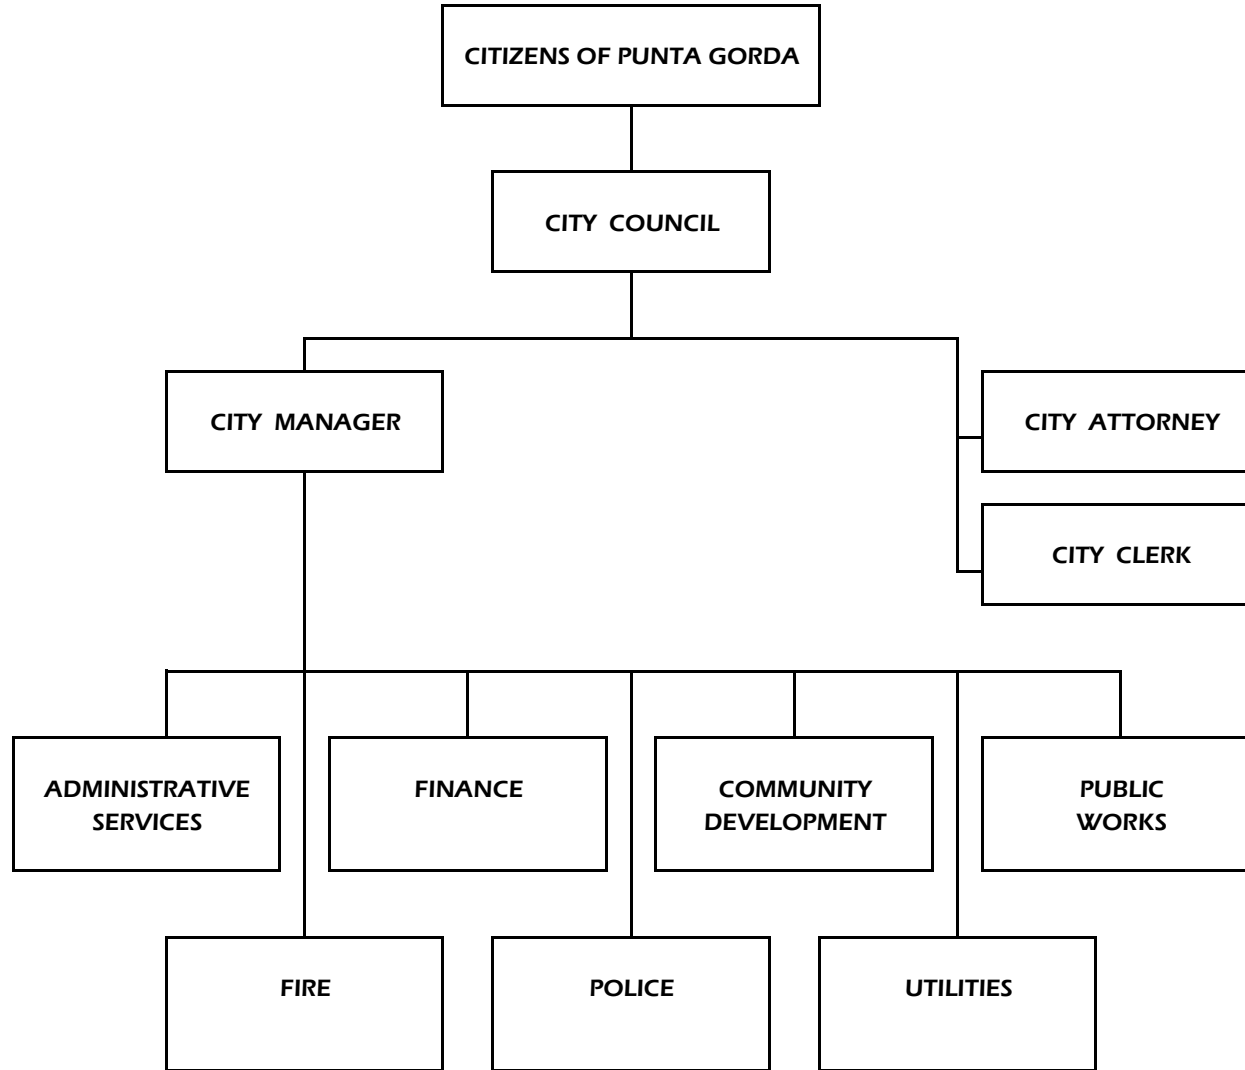 CITIZENS OF PUNTA GORDA
CITY COUNCIL
CITY MANAGER
CITY ATTORNEY
CITY CLERK
ADMINISTRATIVE
SERVICES
FINANCE
COMMUNITY
DEVELOPMENT
PUBLIC
WORKS
FIRE
POLICE
UTILITIES